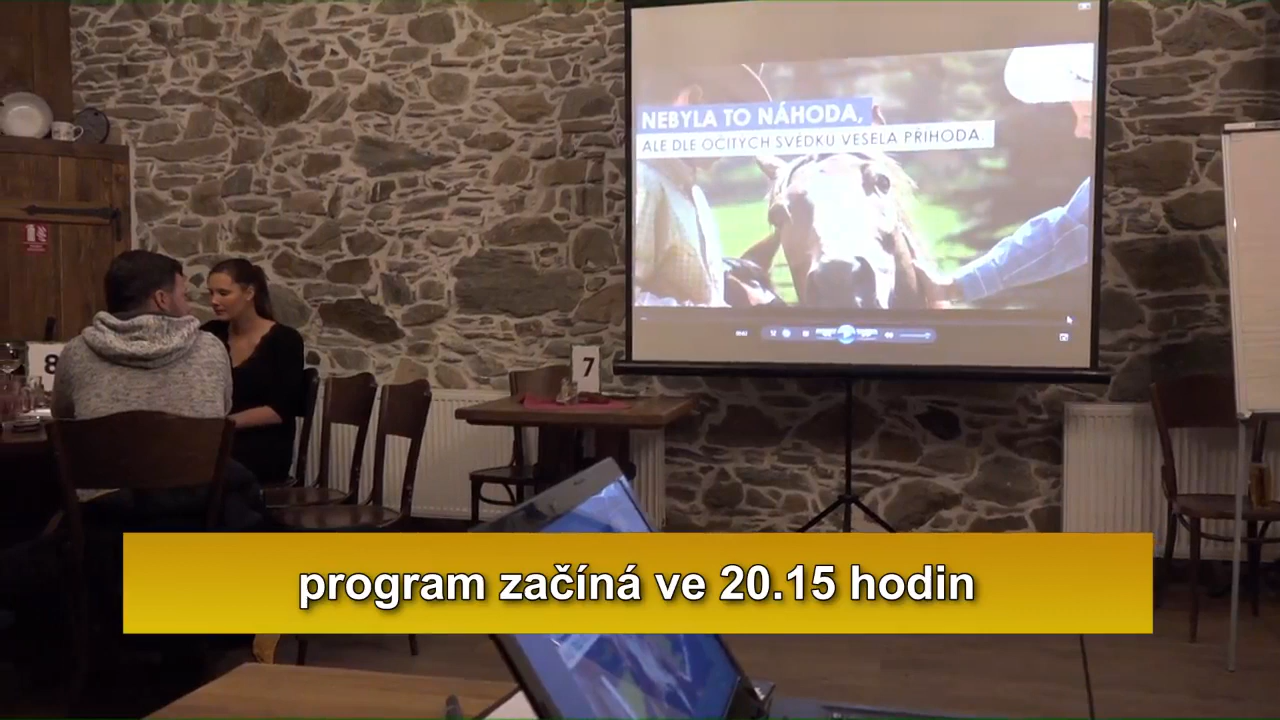 NEBYLA TO NÁHODA,
ALE DLE OČITÝCH SVĚDKŮ VESELÁ PŘÍHODA.
8
7
program začíná ve 20.15 hodin